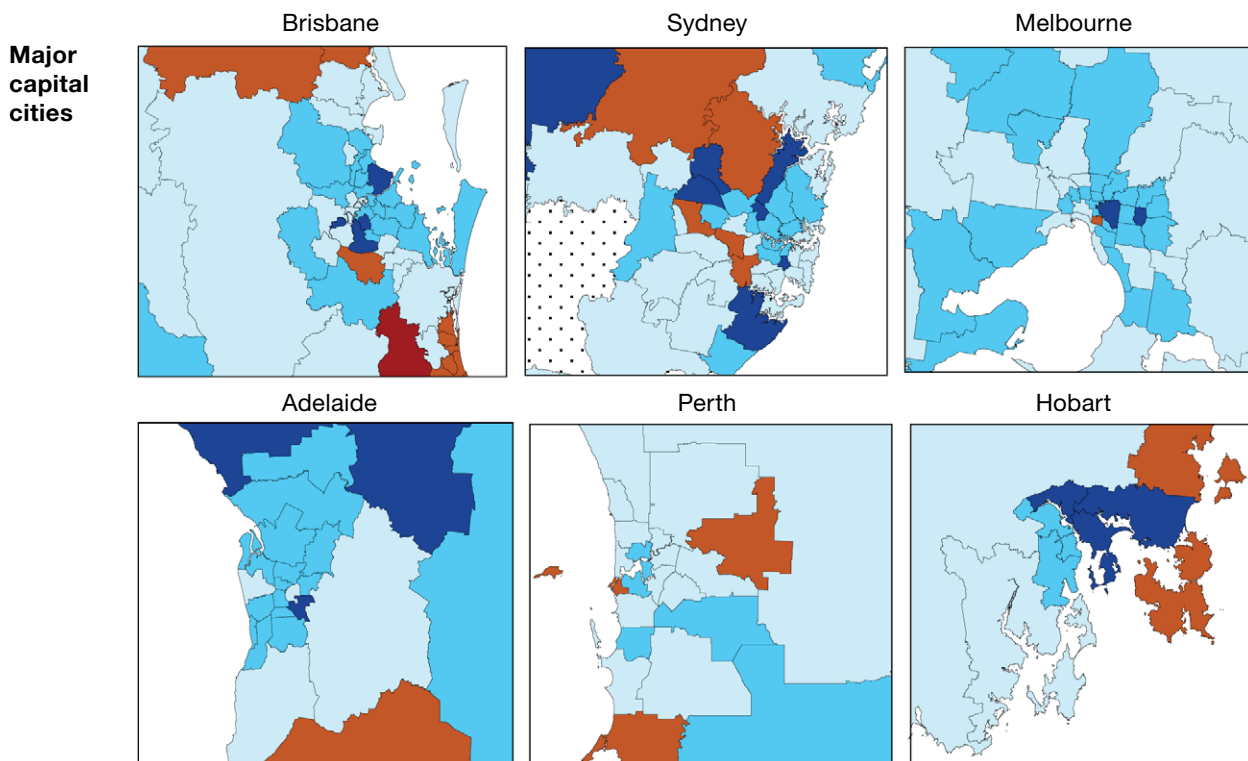 Brisbane
Sydney
Melbourne
Major
capital
cities
Adelaide
Perth
Hobart